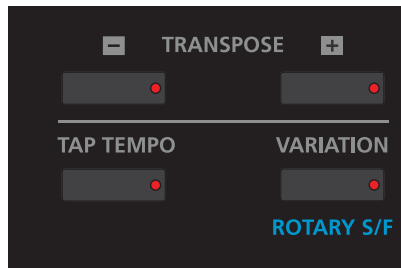 - TRANSPOSE +
TAP TEMPO VARIATION
ROTARY S/F